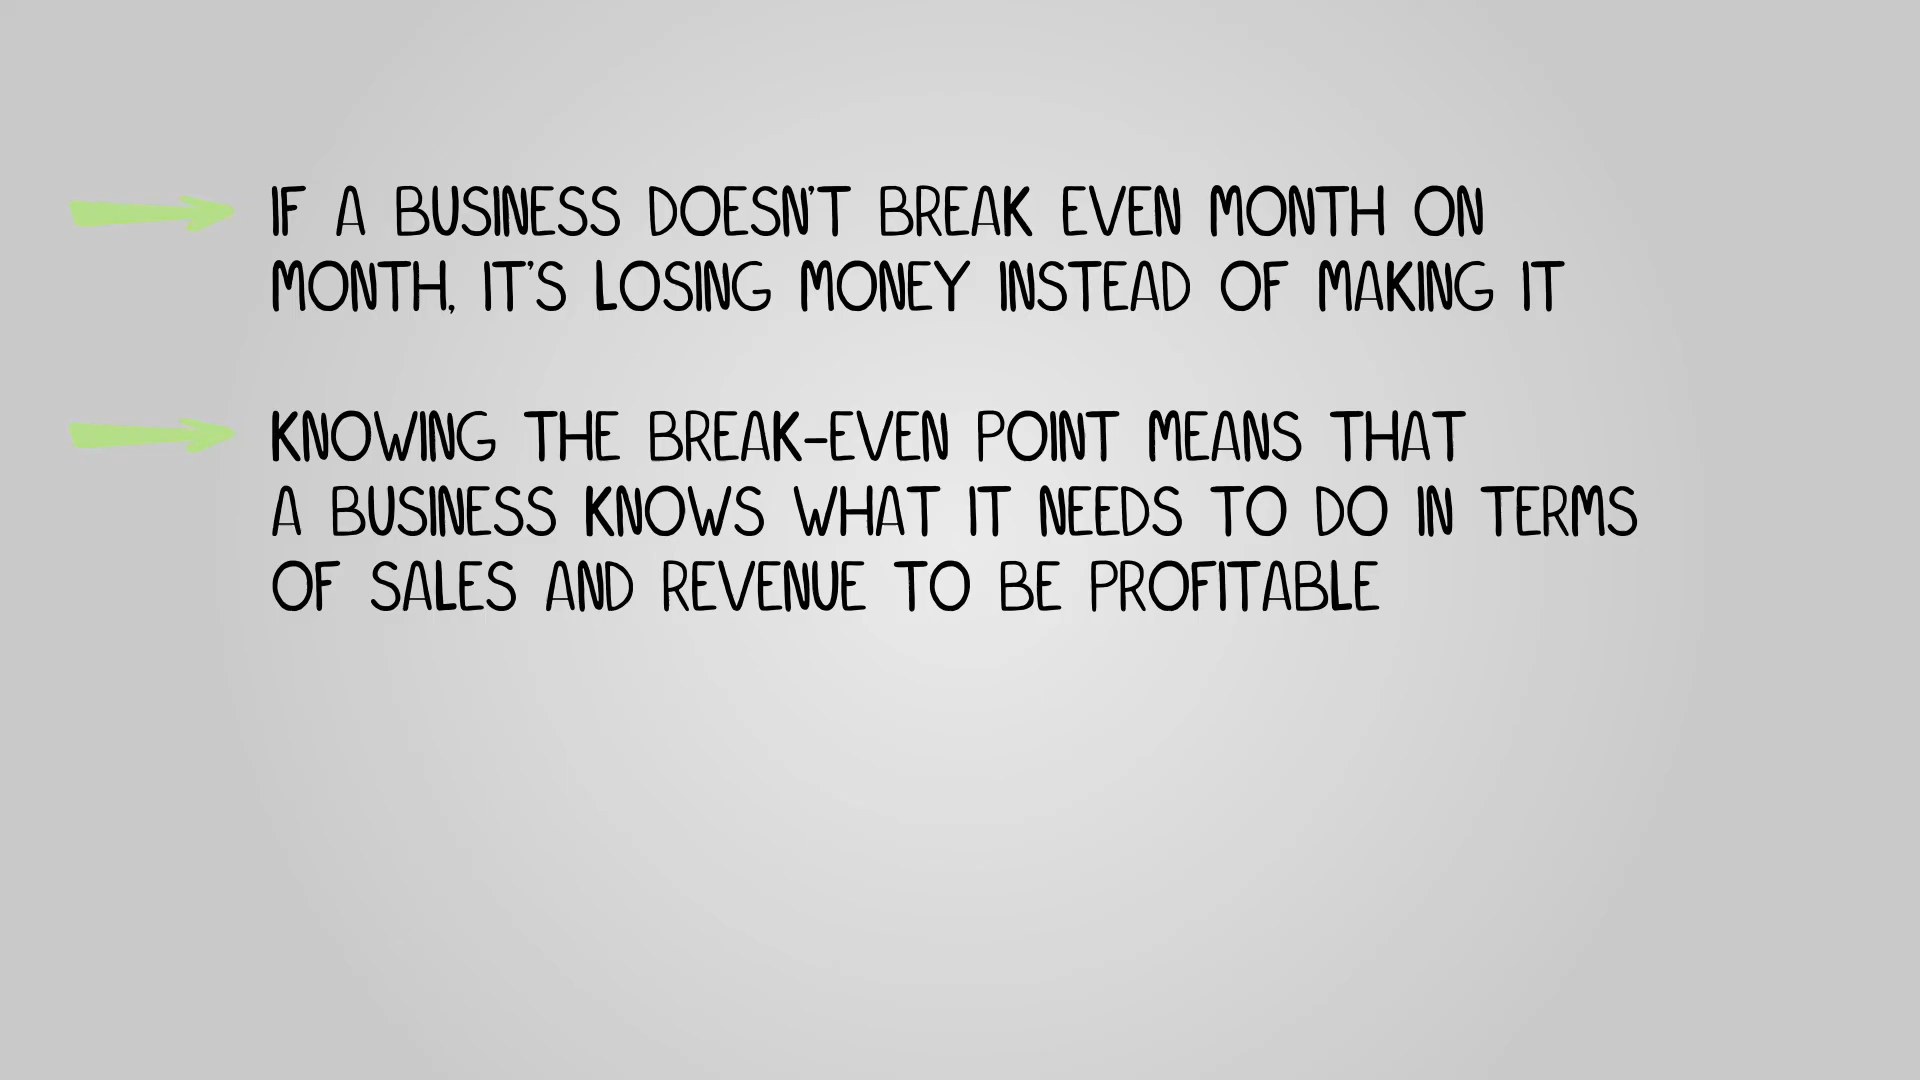 IF A BUSINESS DOESN'T BREAK EVEN MONTH ON
MONTH, IT'S LOSING MONEY INSTEAD OF MAKING IT
KNOWING THE BREAK-EVEN POINT MEANS THAT
A BUSINESS KNOWS WHAT IT NEEDS TO DO IN TERMS
OF SALES AND REVENUE TO BE PROFITABLE